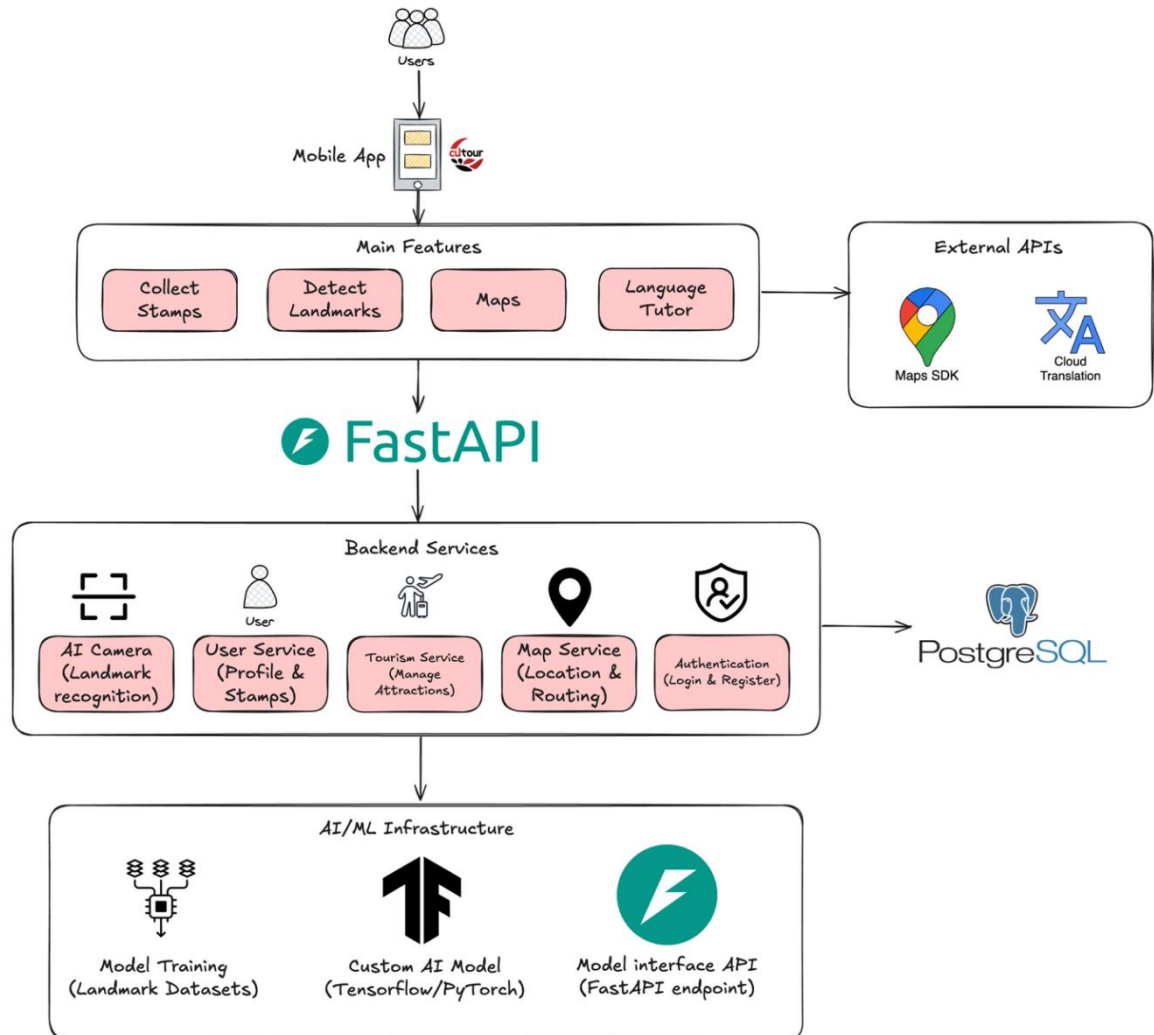 Users
Mobile App
cutour
Main Features
Collect
Stamps
Detect
Landmarks
Maps
Language
Tutor
External APIs
Maps SDK
Cloud
Translation
FastAPI
Backend Services
User
AI Camera
(Landmark
recognition)
User Service
(Profile &
Stamps)
Tourism Service
(Manage
Attractions)
Map Service
(Location &
Routing)
Authentication
(Login & Register)
PostgreSQL
AI/ML Infrastructure
Model Training
(Landmark Datasets)
Custom AI Model
(Tensorflow/PyTorch)
Model interface API
(FastAPI endpoint)